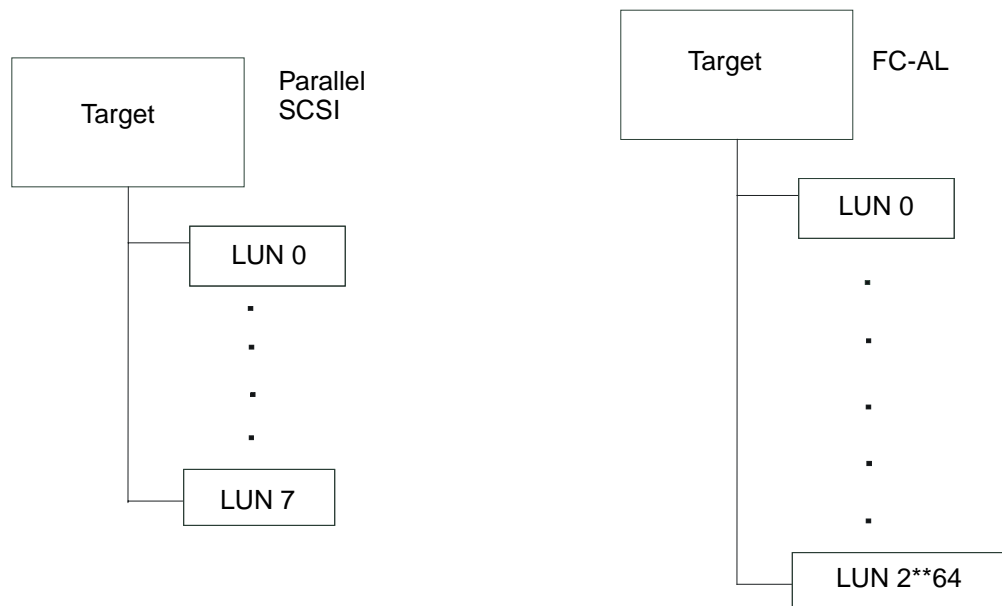 Target
Parallel
SCSI
LUN 0
LUN 7
Target
FC-AL
LUN 0
LUN 2**64